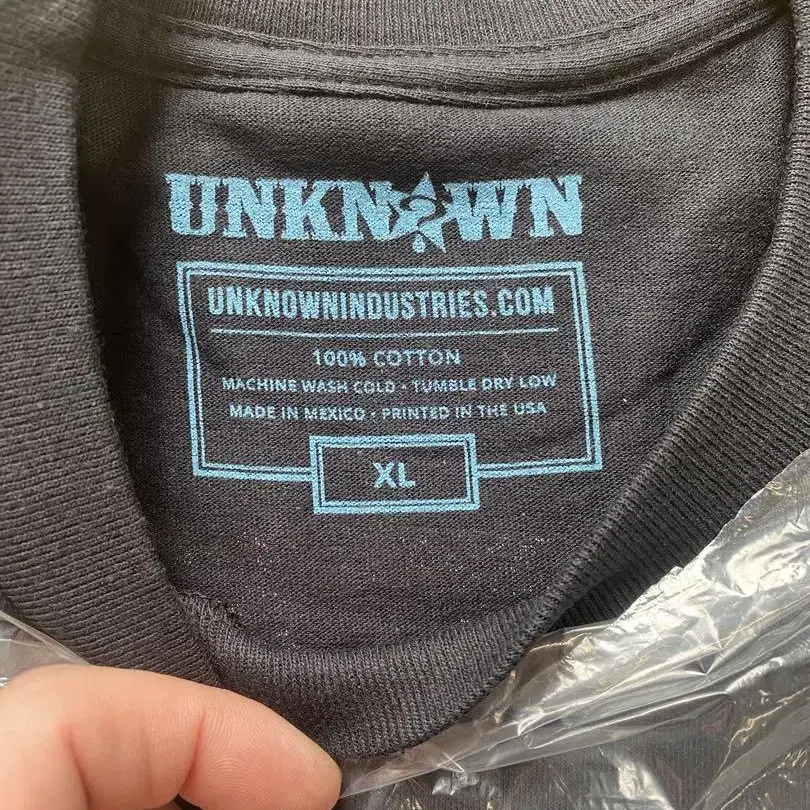 UNKNOWN
UNKNOWNINDUSTRIES.COM
100% COTTON
MACHINE WASH COLD • TUMBLE DRY LOW
MADE IN MEXICO • PRINTED IN THE USA
XL